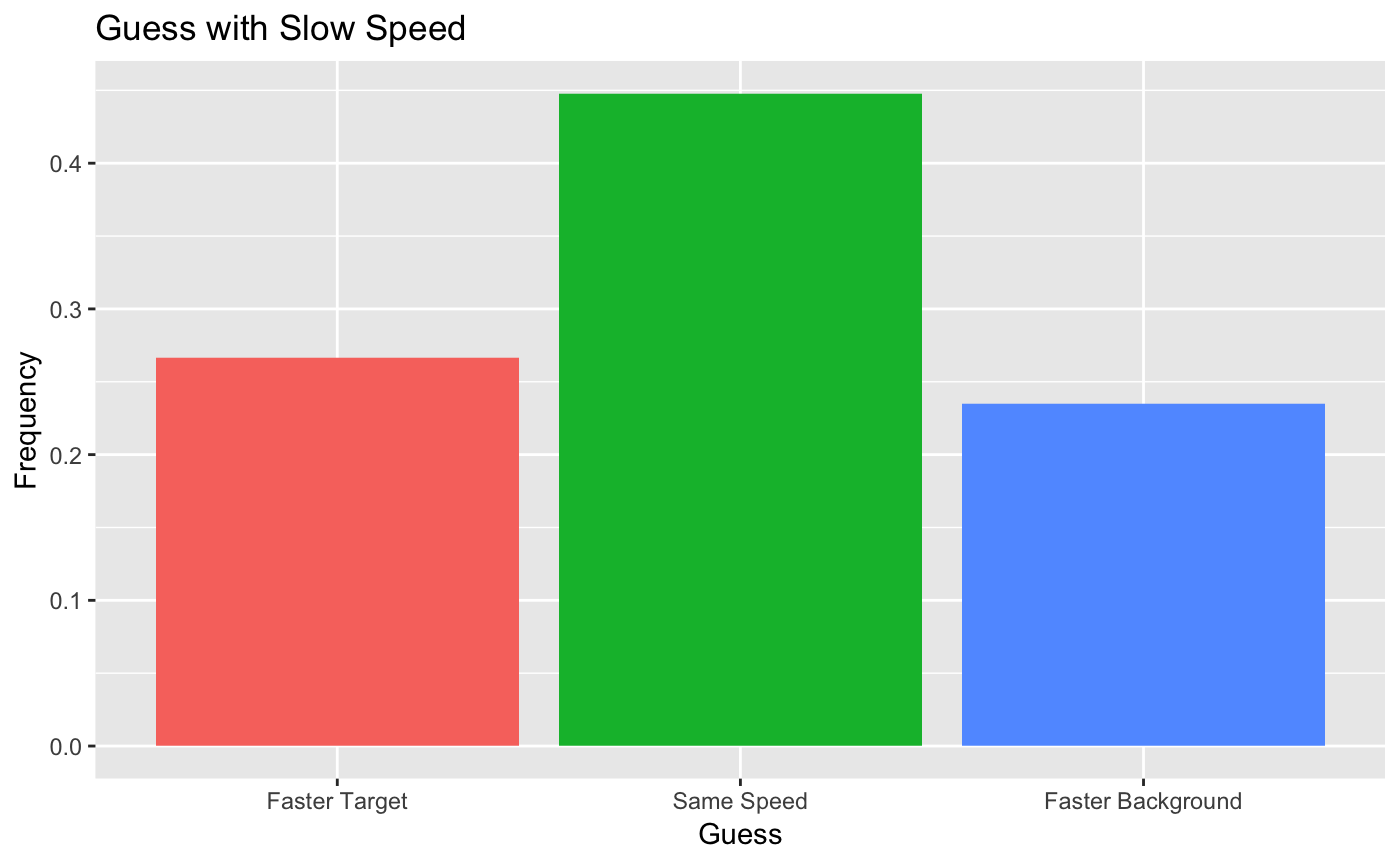 Guess with Slow Speed
0.4
0.3
0.2
0.1
0.0
Frequency
Faster Target
Same Speed
Faster Background
Guess